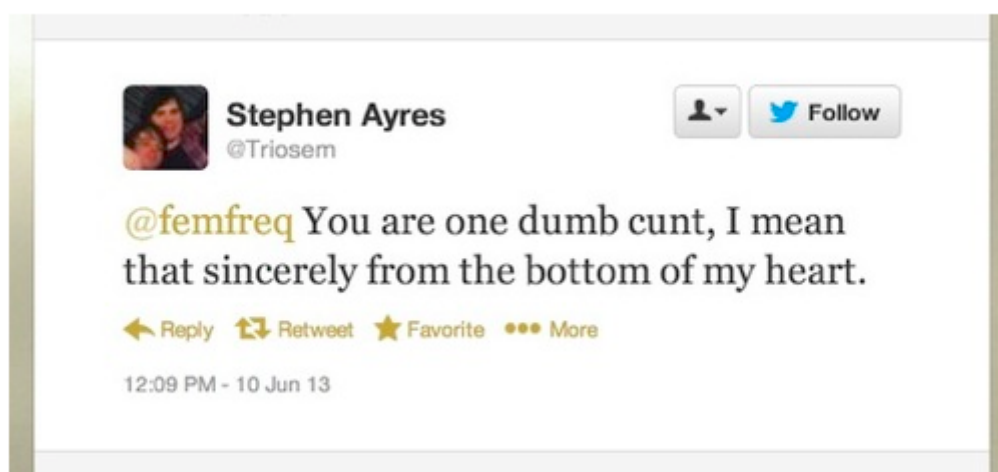 Stephen Ayres
Follow
@Triosem
@femfreq You are one dumb cunt, I mean
that sincerely from the bottom of my heart.
Reply Retweet Favorite More
12:09 PM - 10 Jun 13